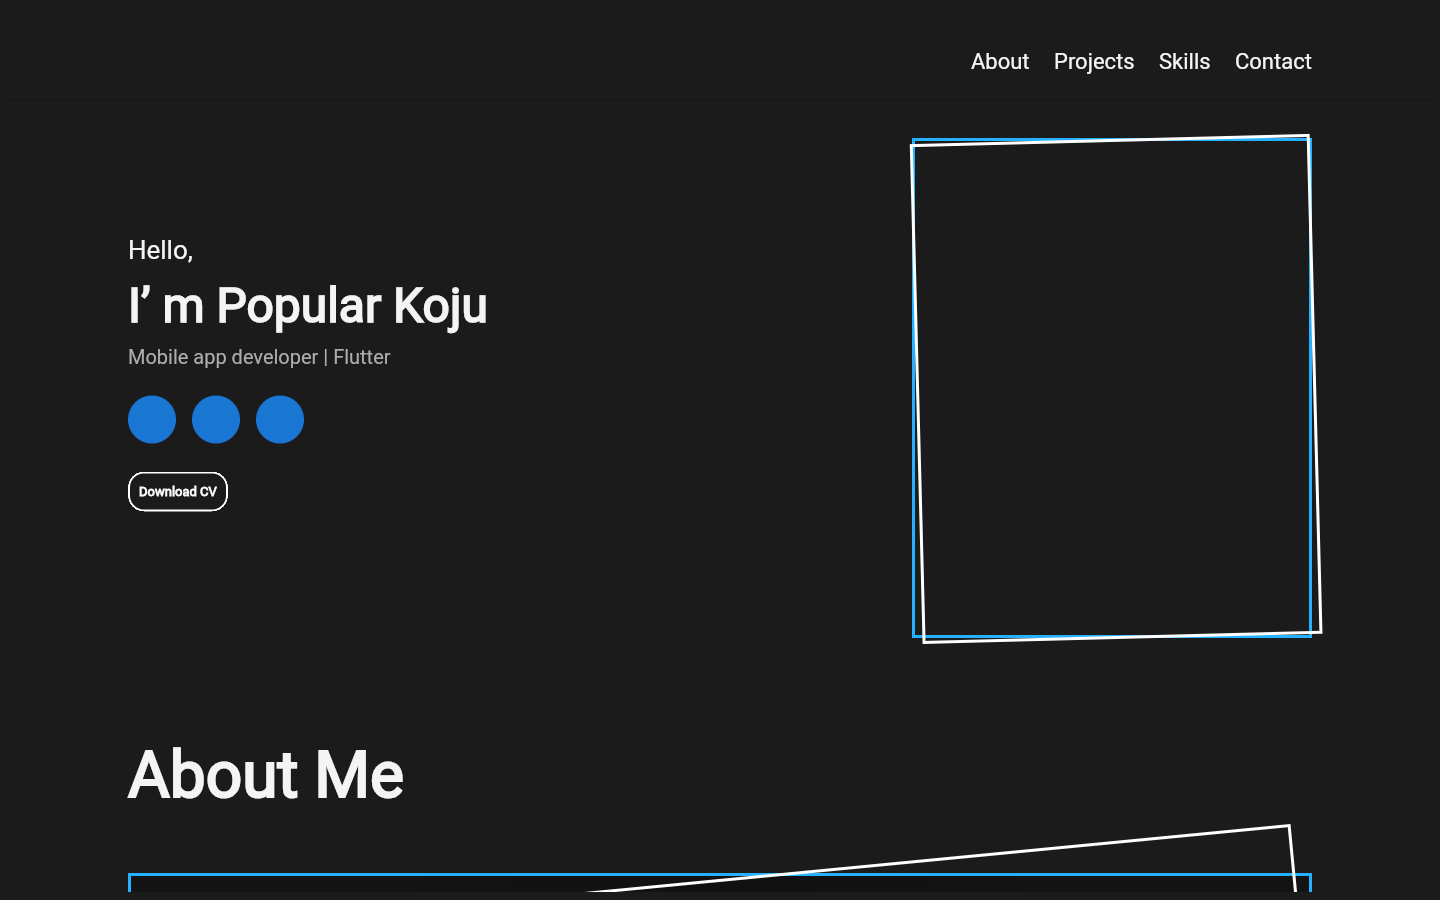 About Projects Skills Contact
Hello,
I’ m Popular Koju
Mobile app developer | Flutter
Download CV
About Me